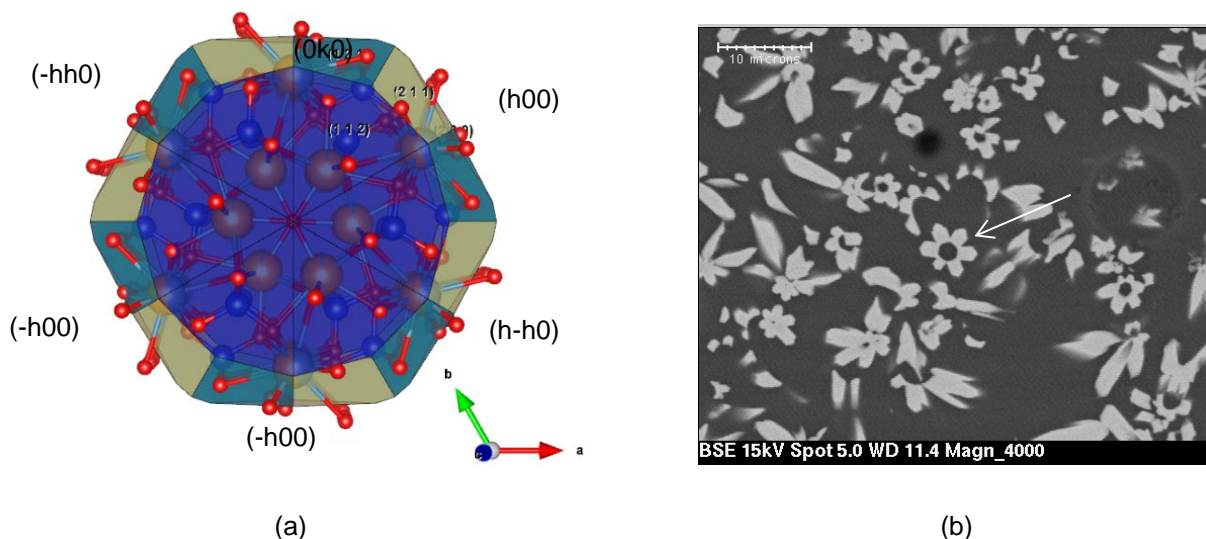 (0k0)
(-hh0)
(h00)
(2 1 1)
(1 1 2)
(-h00)
(h-h0)
(-h00)
b
c
a
(a)
10 microns
BSE 15kV Spot 5.0 WD 11.4 Magn_4000
(b)